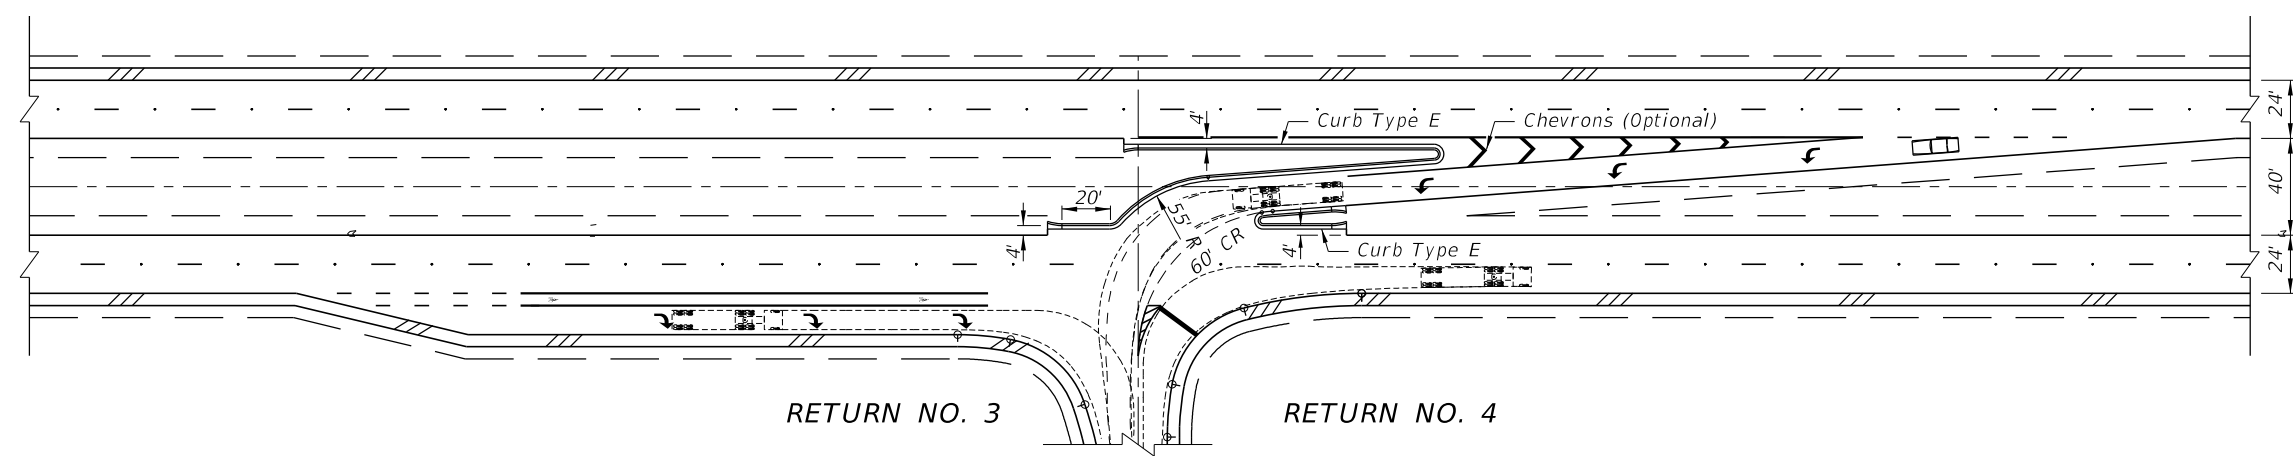 4'
Curb Type E
Chevrons (Optional)
24'
20'
55' R
60' CR
4'
4'
Curb Type E
40'
24'
RETURN NO. 3
RETURN NO. 4